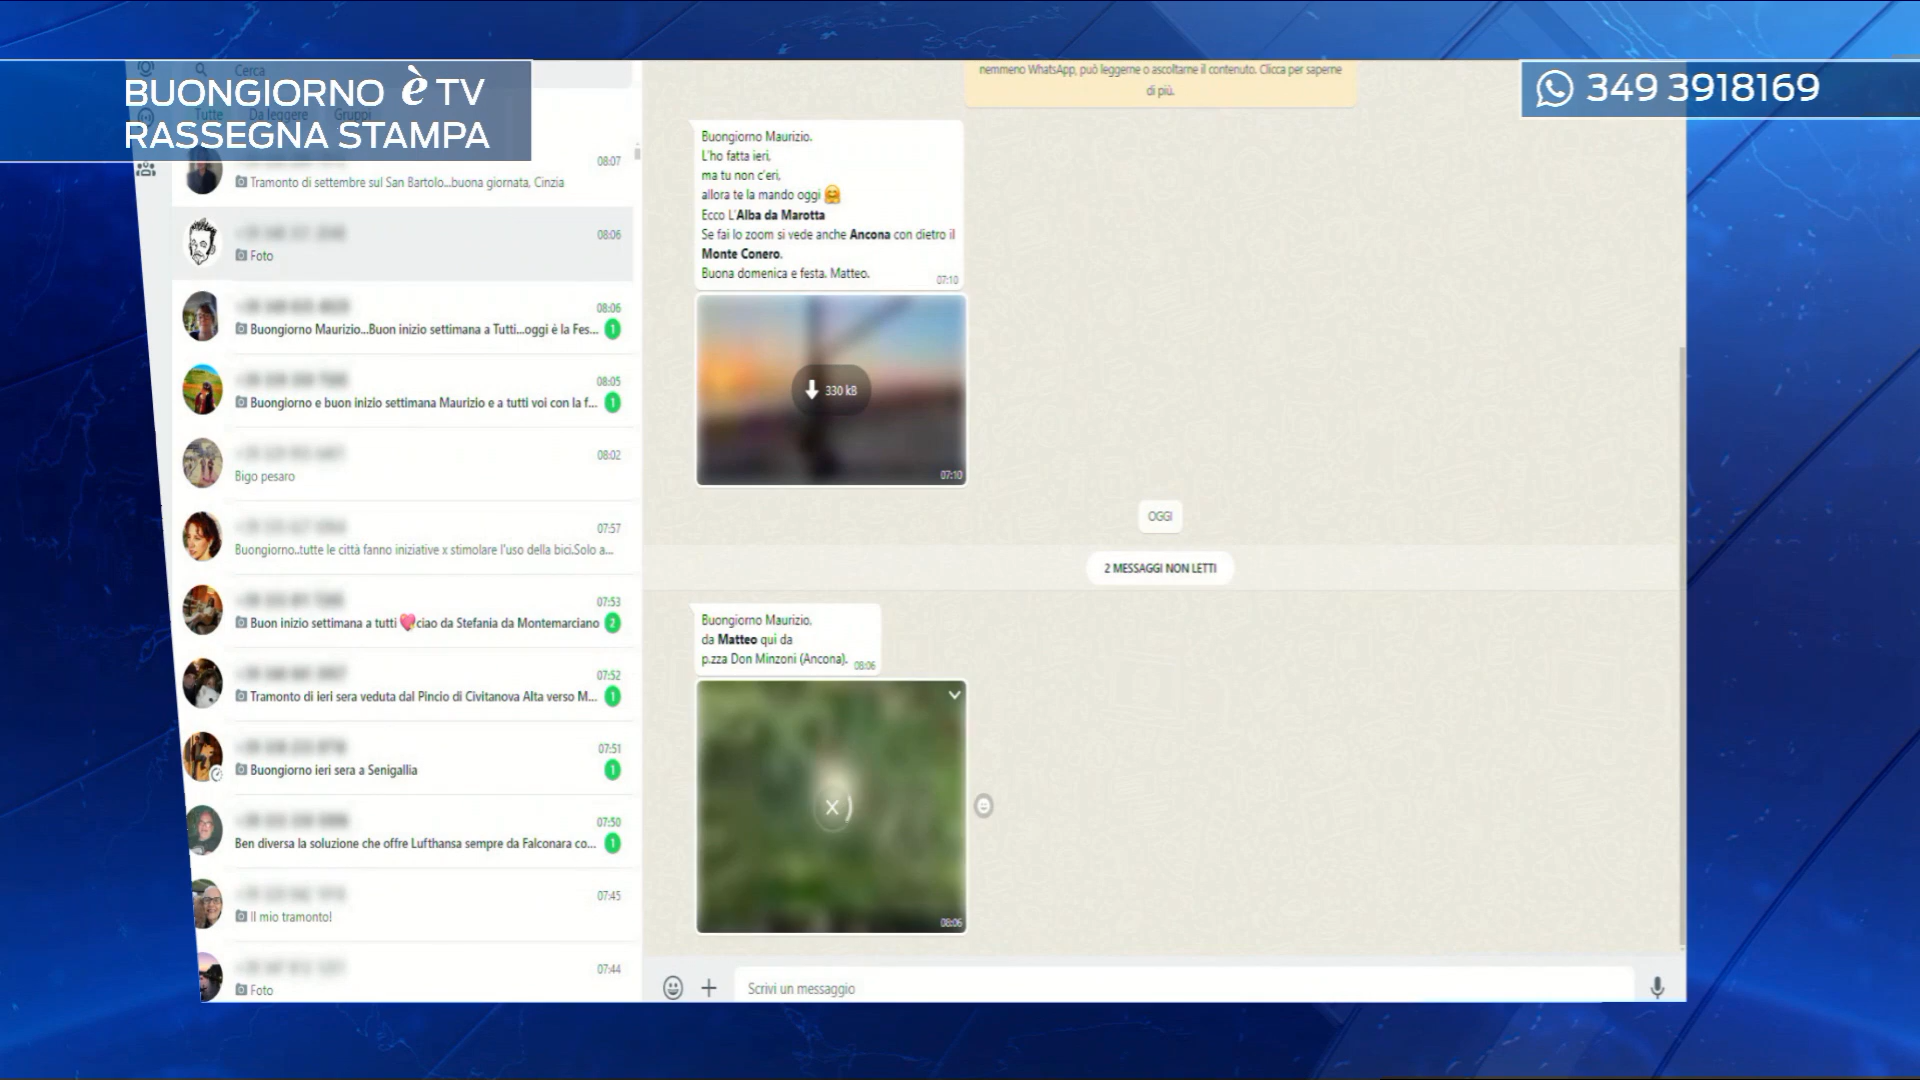 BUONGIORNO è TV
RASSEGNA STAMPA
349 3918169
Cerca
Tutte Da leggere Gruppi
08:07
Tramonto di settembre sul San Bartolo...buona giornata, Cinzia
08:06
Foto
08:06
Buongiorno Maurizio...Buon inizio settimana a Tutti...oggi è la Fes... 1
08:05
Buongiorno e buon inizio settimana Maurizio e a tutti voi con la f... 1
08:02
Bigo pesaro
07:57
Buongiorno..tutte le città fanno iniziative x stimolare l'uso della bici.Solo a...
07:53
Buon inizio settimana a tutti 💖ciao da Stefania da Montemarciano 2
07:52
Tramonto di ieri sera veduta dal Pincio di Civitanova Alta verso M... 1
07:51
Buongiorno ieri sera a Senigallia 1
07:50
Ben diversa la soluzione che offre Lufthansa sempre da Falconara co... 1
07:45
Il mio tramonto!
07:44
Foto
nemmeno WhatsApp, può leggerne o ascoltarne il contenuto. Clicca per saperne
di più.
Buongiorno Maurizio.
L'ho fatta ieri,
ma tu non c'eri,
allora te la mando oggi 🤗
Ecco L'Alba da Marotta
Se fai lo zoom si vede anche Ancona con dietro il
Monte Conero.
Buona domenica e festa. Matteo.
07:10
330 kB
07:10
OGGI
2 MESSAGGI NON LETTI
Buongiorno Maurizio,
da Matteo qui da
p.zza Don Minzoni (Ancona). 08:06
08:06
Scrivi un messaggio